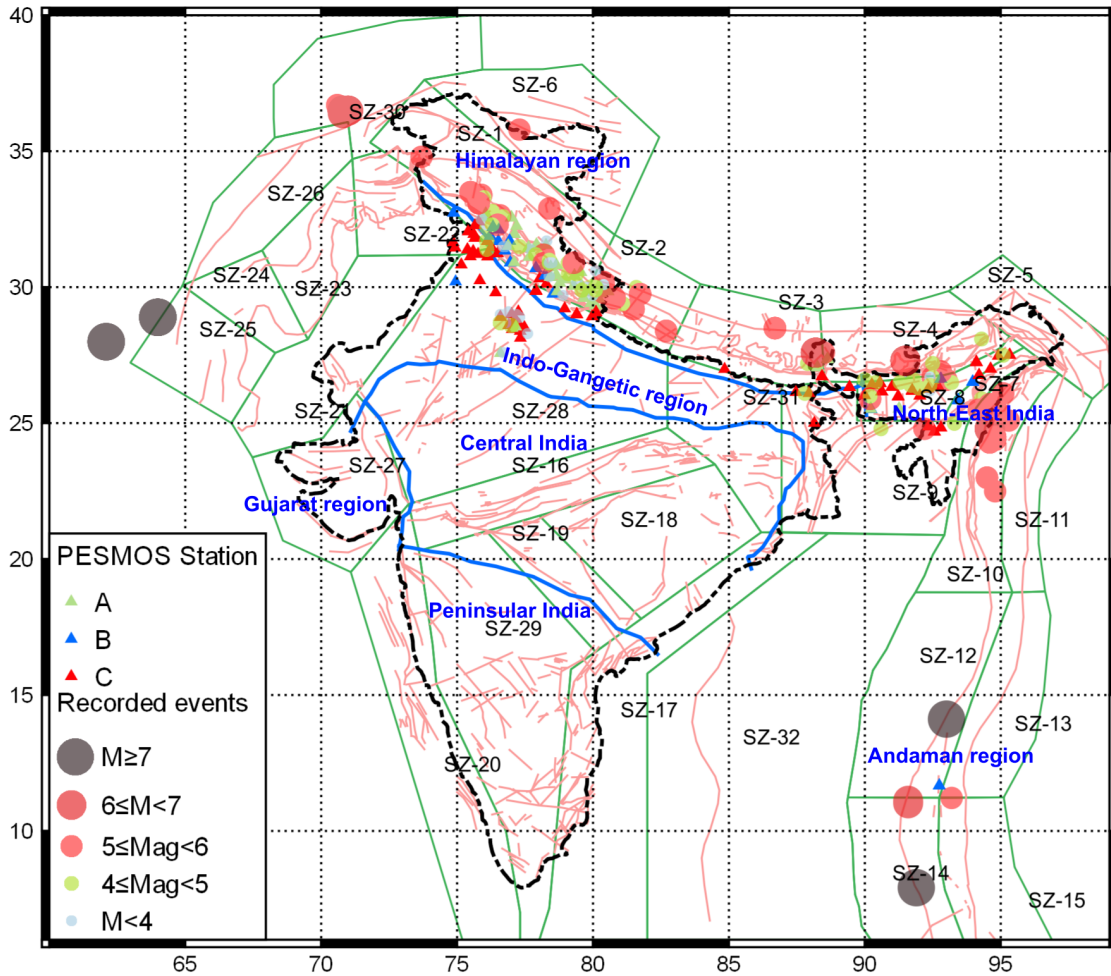 40
35
30
25
20
15
10
65
70
75
80
85
90
95
SZ-6
SZ-30
SZ-1
Himalayan region
SZ-26
SZ-22
SZ-2
SZ-24
SZ-23
SZ-25
SZ-5
SZ-3
SZ-4
Indo-Gangetic region
SZ-31
SZ-7
SZ-8
North-East India
SZ-28
Central India
SZ-27
SZ-16
Gujarat region
SZ-9
SZ-18
SZ-11
SZ-19
SZ-10
Peninsular India
SZ-29
SZ-12
SZ-17
SZ-13
SZ-32
Andaman region
SZ-20
SZ-14
SZ-15
PESMOS Station
A
B
C
Recorded events
M≥7
6≤M<7
5≤Mag<6
4≤Mag<5
M<4